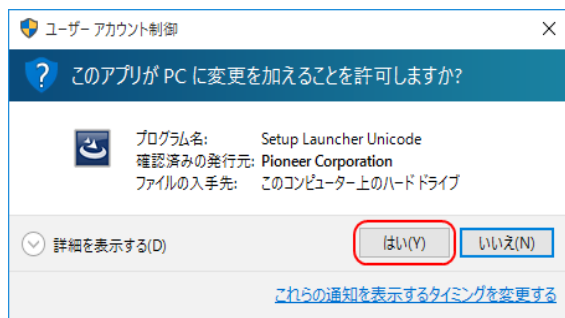 ユーザー アカウント制御
このアプリが PC に変更を加えることを許可しますか?
プログラム名: Setup Launcher Unicode
確認済みの発行元: Pioneer Corporation
ファイルの入手先: このコンピューター上のハード ドライブ
詳細を表示する(D)
はい(Y) いいえ(N)
これらの通知を表示するタイミングを変更する